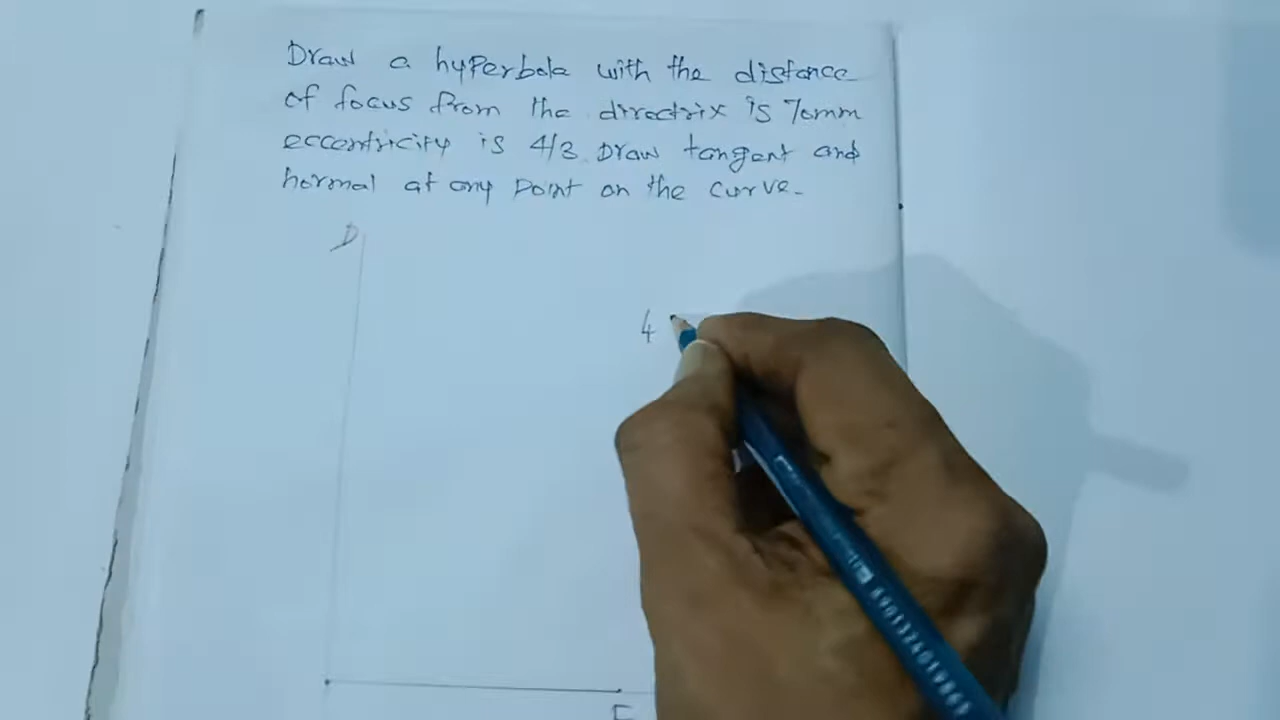 Draw a hyperbola with the distance
of focus from the directrix is 70mm
eccentricity is 4/3. Draw tangent and
normal at any point on the curve.
D
4
F
8901324019869